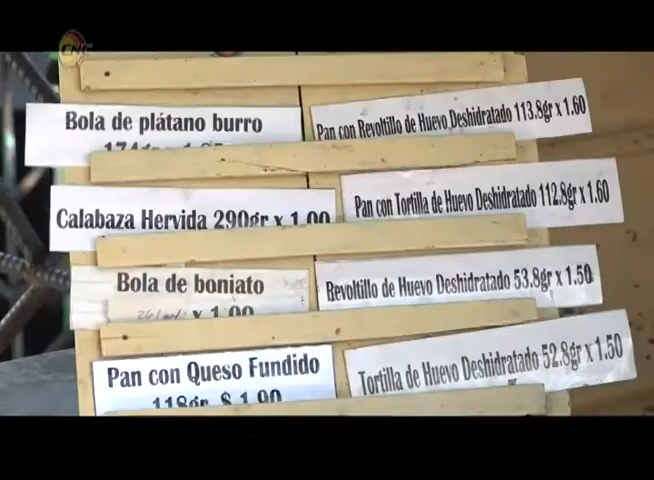 CNC
Bola de plátano burro
174gr x 1.85
Calabaza Hervida 290gr x 1.00
Bola de boniato
x 1.00
Pan con Queso Fundido
118gr $ 1.90
Pan con Revoltillo de Huevo Deshidratado 113.8gr x 1.60
Pan con Tortilla de Huevo Deshidratado 112.8gr x 1.60
Revoltillo de Huevo Deshidratado 53.8gr x 1.50
Tortilla de Huevo Deshidratado 52.8gr x 1.50